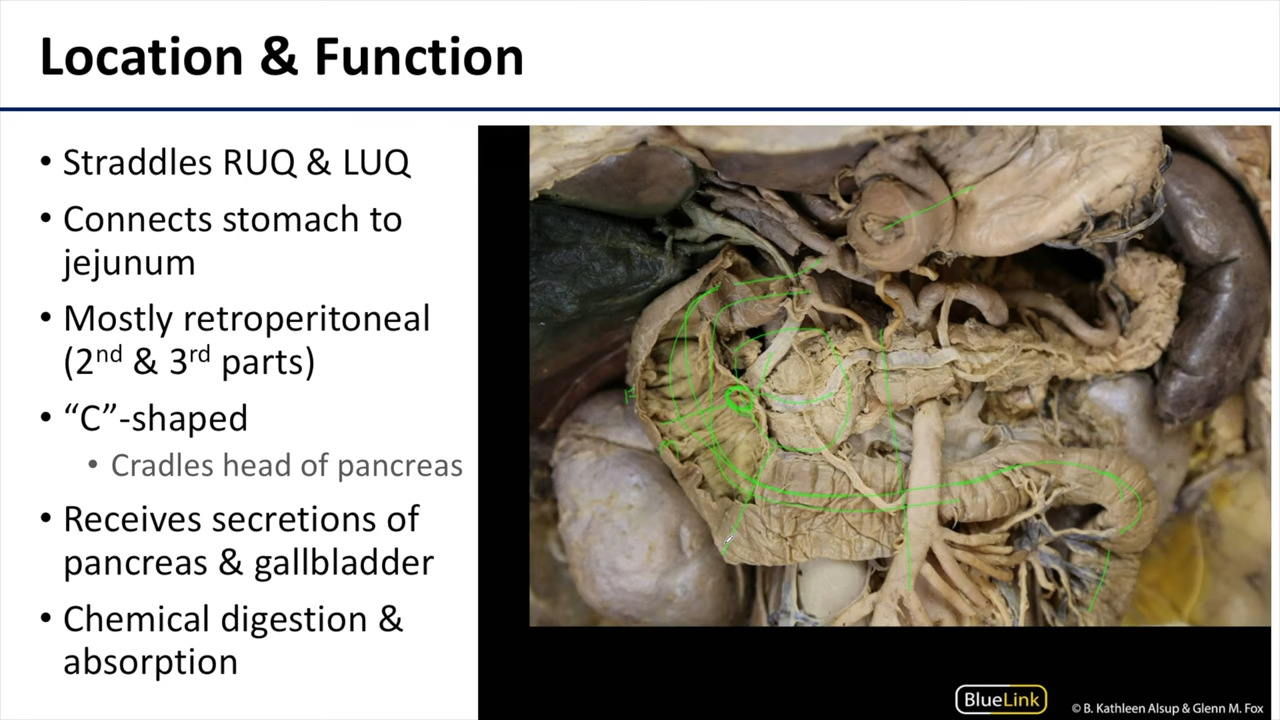 Location & Function
• Straddles RUQ & LUQ
• Connects stomach to
jejunum
• Mostly retroperitoneal
(2nd & 3rd parts)
• “C”-shaped
• Cradles head of pancreas
• Receives secretions of
pancreas & gallbladder
• Chemical digestion &
absorption
BlueLink
© B. Kathleen Alsup & Glenn M. Fox